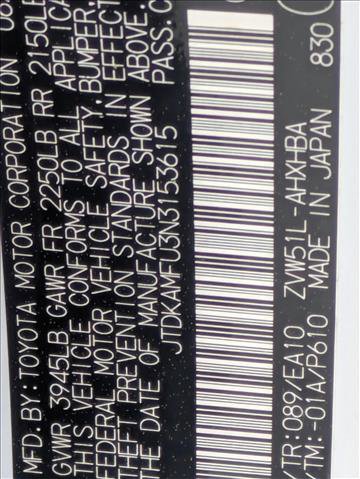 MFD.BY:TOYOTA MOTOR CORPORATION
GVWR 3945LB GAWR FR 2250LB RR 2150LB
THIS VEHICLE CONFORMS TO ALL APPLICA
FEDERAL MOTOR VEHICLE SAFETY, BUMPER,
THEFT PREVENTION STANDARDS IN EFFECT
THE DATE OF MANUFACTURE SHOWN ABOVE.
JTDKAMFU3N3153615 PASS.C
/TR:089/EA10 ZVW51L-AHXHBA
/TM:-01A/P610 MADE IN JAPAN 830 (